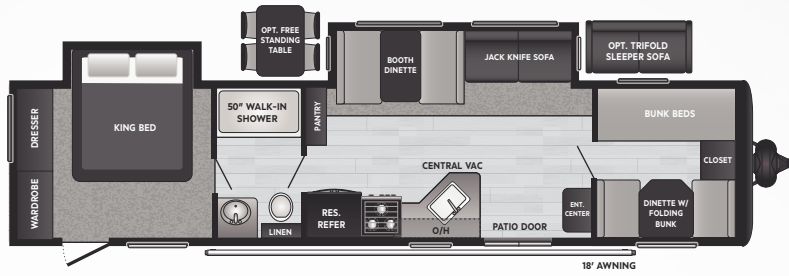 OPT. FREE
STANDING
TABLE
BOOTH
DINETTE
JACK KNIFE SOFA
OPT. TRIFOLD
SLEEPER SOFA
DRESSER
KING BED
50" WALK-IN
SHOWER
PANTRY
BUNK BEDS
CENTRAL VAC
CLOSET
WARDROBE
LINEN
RES.
REFER
O/H
ENT.
CENTER
PATIO DOOR
DINETTE W/
FOLDING
BUNK
18' AWNING